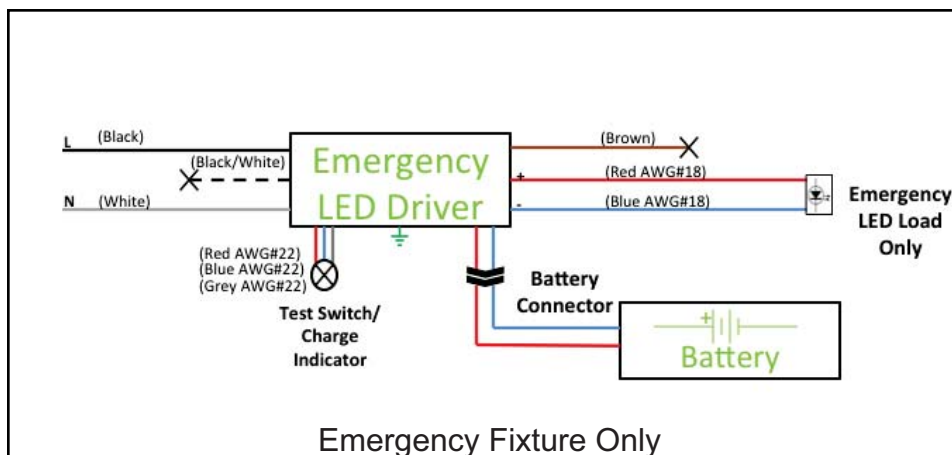 L (Black)
(Black/White)
N (White)
Emergency
LED Driver
(Brown)
+ (Red AWG#18)
- (Blue AWG#18)
Emergency
LED Load
Only
(Red AWG#22)
(Blue AWG#22)
(Grey AWG#22)
Test Switch/
Charge
Indicator
Battery
Connector
+
Battery
Emergency Fixture Only